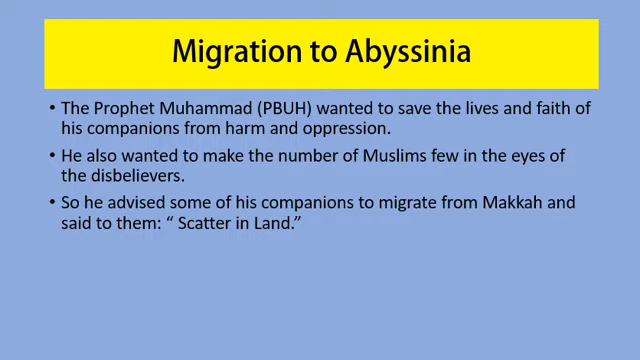 Migration to Abyssinia
• The Prophet Muhammad (PBUH) wanted to save the lives and faith of
his companions from harm and oppression.
• He also wanted to make the number of Muslims few in the eyes of
the disbelievers.
• So he advised some of his companions to migrate from Makkah and
said to them: “ Scatter in Land.”